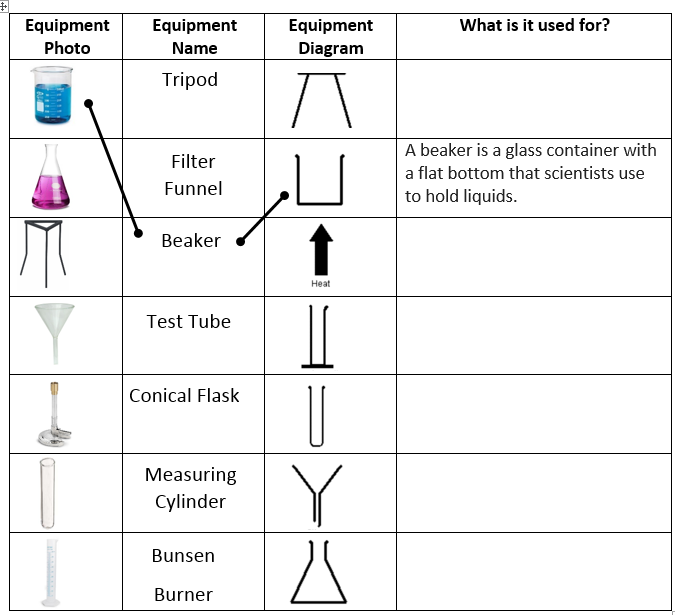 Equipment Photo
Equipment Name
Equipment Diagram
What is it used for?
Tripod
Filter
Funnel
A beaker is a glass container with
a flat bottom that scientists use
to hold liquids.
Beaker
Heat
Test Tube
Conical Flask
Measuring
Cylinder
Bunsen
Burner